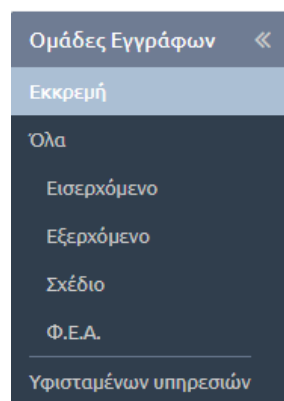 Ομάδες Εγγράφων «
Εκκρεμή
Όλα
Εισερχόμενο
Εξερχόμενο
Σχέδιο
Φ.Ε.Α.
Υφισταμένων υπηρεσιών